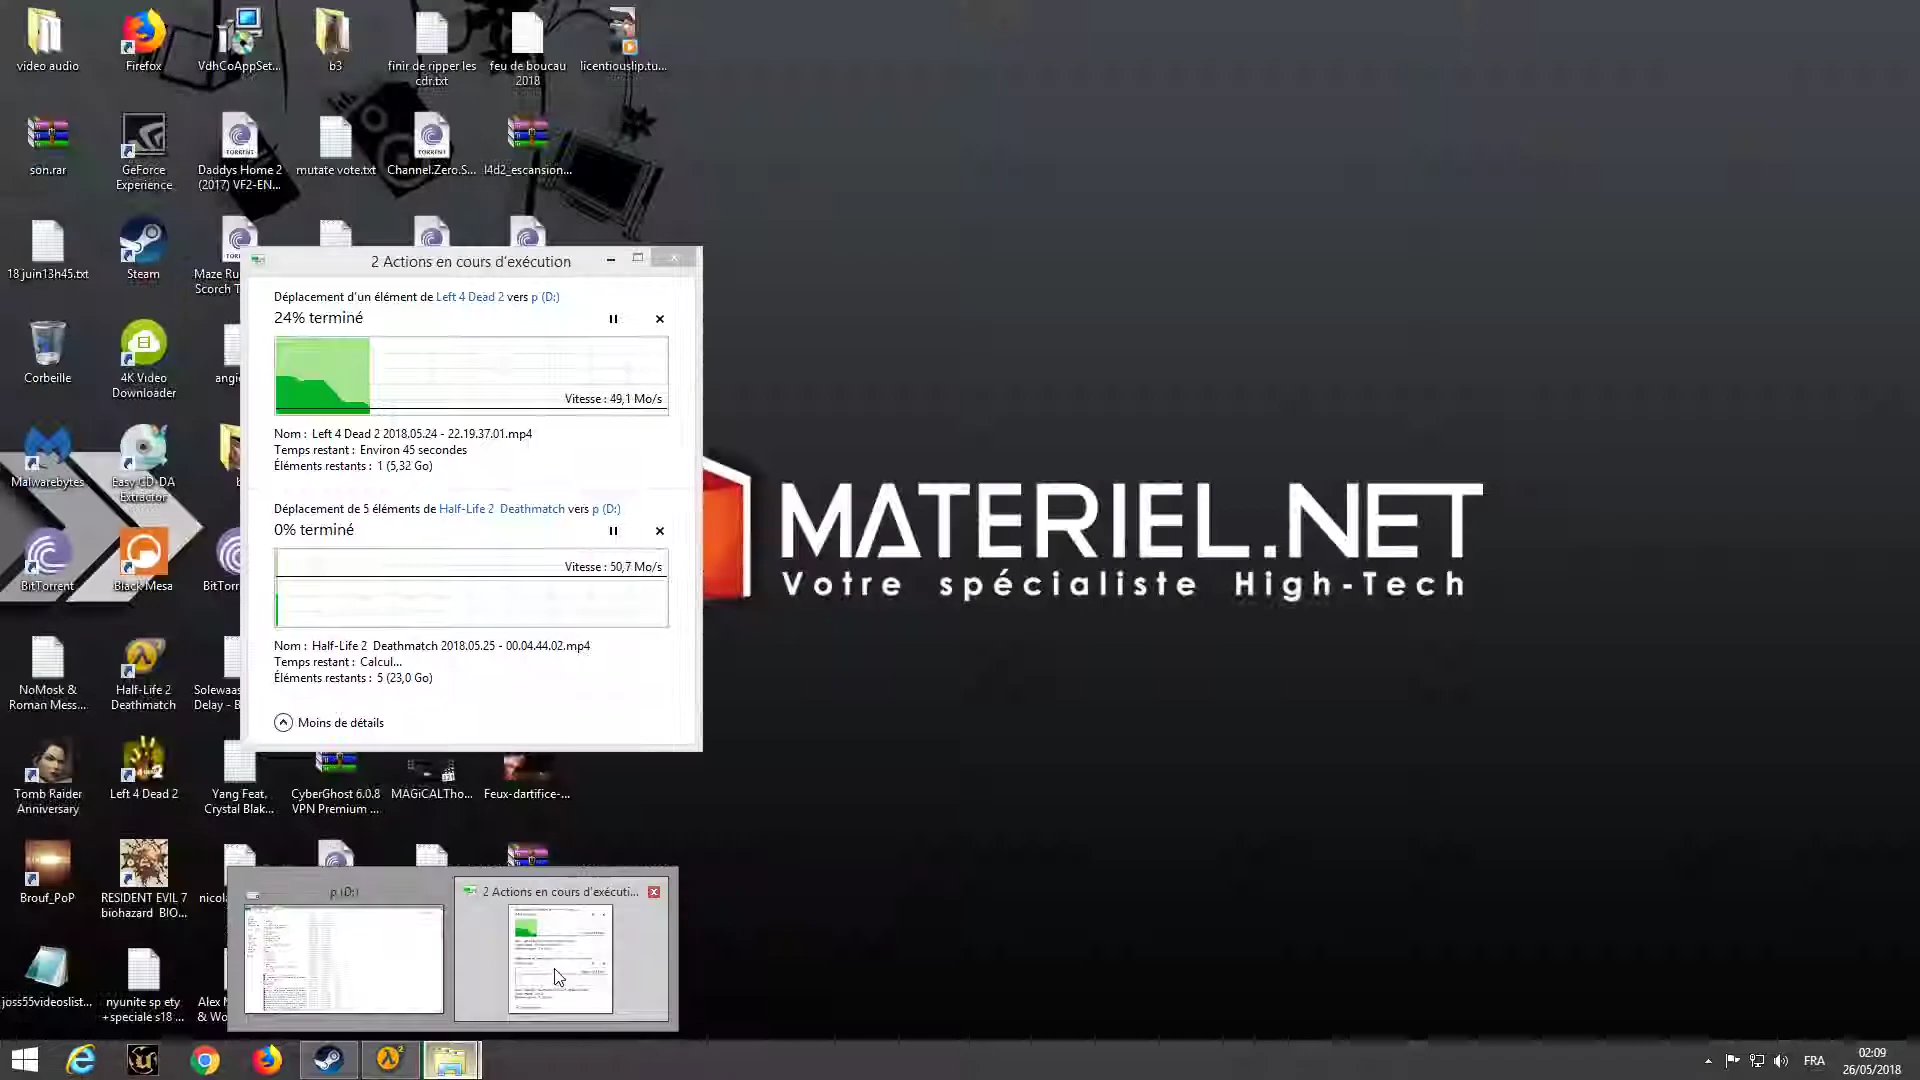 video audio
Firefox
VdhCoAppSet...
b3
finir de ripper les
cdr.txt
feu de boucau
2018
licentiouslip.tu...
son.rar
GeForce
Experience
TORRENT
Daddys Home 2
(2017) VF2-EN...
mutate vote.txt
TORRENT
Channel.Zero.S...
l4d2_escansion...
18 juin13h45.txt
Steam
Maze Ru
Scorch T
Corbeille
4K Video
Downloader
angie
Malwarebytes
Easy CD-DA
Extractor
BitTorrent
Black Mesa
BitTorr
NoMosk &
Roman Mess...
Half-Life 2
Deathmatch
Solewaas
Delay - B
Tomb Raider
Anniversary
Left 4 Dead 2
Yang Feat.
Crystal Blak...
CyberGhost 6.0.8
VPN Premium ...
MAGiCALTho...
Feux-dartifice-...
Brouf_PoP
RESIDENT EVIL 7
biohazard BIO...
nicola
joss55videoslist...
nyunite sp ety
+speciale s18 ...
Alex M
& Wo
2 Actions en cours d'exécution
Déplacement d'un élément de Left 4 Dead 2 vers p (D:)
24% terminé
Vitesse : 49,1 Mo/s
Nom : Left 4 Dead 2 2018.05.24 - 22.19.37.01.mp4
Temps restant : Environ 45 secondes
Éléments restants : 1 (5,32 Go)
Déplacement de 5 éléments de Half-Life 2 Deathmatch vers p (D:)
0% terminé
Vitesse : 50,7 Mo/s
Nom : Half-Life 2 Deathmatch 2018.05.25 - 00.04.44.02.mp4
Temps restant : Calcul...
Éléments restants : 5 (23,0 Go)
Moins de détails
MATERIEL.NET
Votre spécialiste High-Tech
p (D:)
2 Actions en cours d'exécuti...
FRA
02:09
26/05/2018